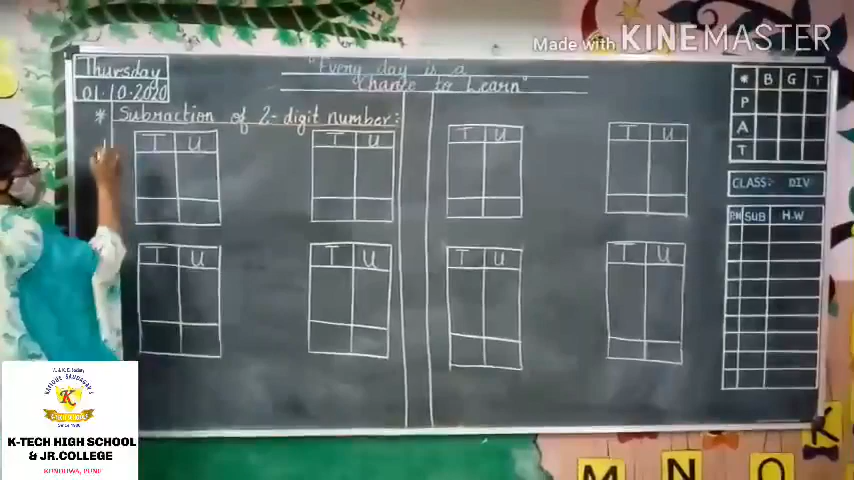 Made with KINEMASTER
Thursday
01.10.2020
"Every day is a
Chance to Learn"
* Subraction of 2-digit number:
T U
T U
T U
T U
T U
T U
T U
T U
* B G T
P
A
T
CLASS:- DIV
SUB H.W
K-TECH HIGH SCHOOL
& JR.COLLEGE
KONDHWA, PUNE
K
M N O